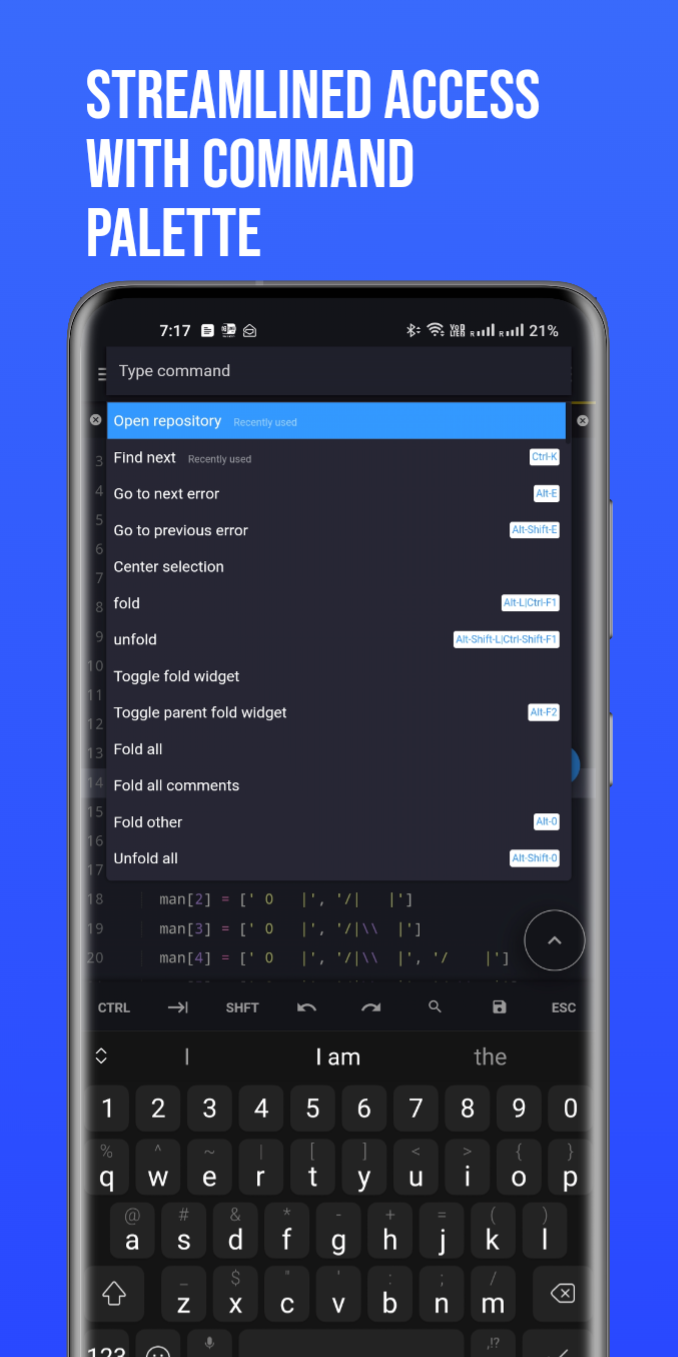 STREAMLINED ACCESS
WITH COMMAND
PALETTE
7:17 21%
Type command
Open repository Recently used
3 Find next Recently used Ctrl-K
4 Go to next error Alt-E
5 Go to previous error Alt-Shift-E
6
7 Center selection
8 fold Alt-L|Ctrl-F1
9 unfold Alt-Shift-L|Ctrl-Shift-F1
10 Toggle fold widget
11
12 Toggle parent fold widget Alt-F2
13 Fold all
14 Fold all comments
15 Fold other Alt-0
16
17 Unfold all Alt-Shift-0
18 man[2] = [' O   |', '/|   |']
19 man[3] = [' O   |', '/|\\  |']
20 man[4] = [' O   |', '/|\\  |', '/    |']
CTRL SHFT ESC
I I am the
1 2 3 4 5 6 7 8 9 0
% ^ ~ | [ ] < > { }
q w e r t y u i o p
@ # & * - + = ( )
a s d f g h j k l
_ $ " ' : ; /
z x c v b n m
123 ,!?